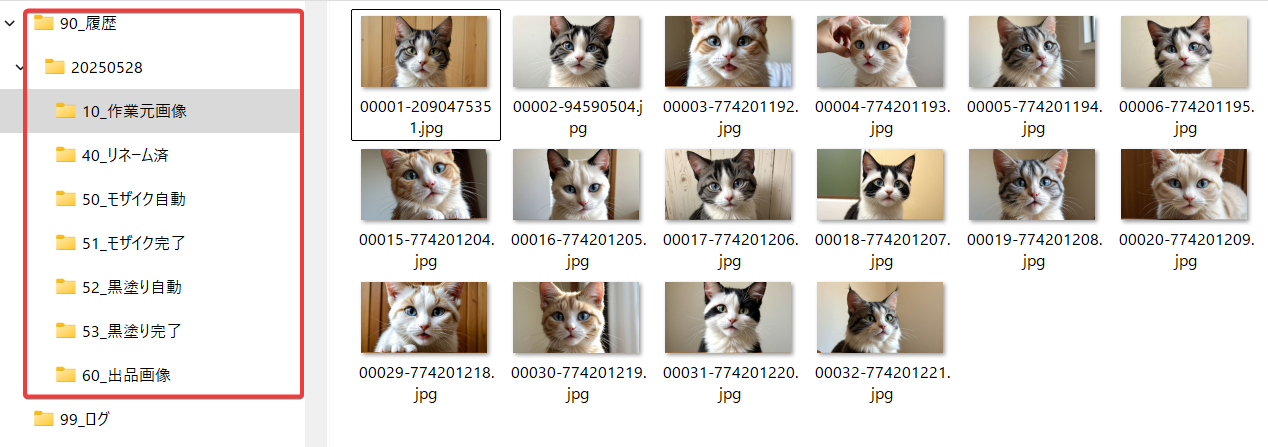 90_履歴
20250528
10_作業元画像
40_リネーム済
50_モザイク自動
51_モザイク完了
52_黒塗り自動
53_黒塗り完了
60_出品画像
99_ログ
00001-209047535
1.jpg
00002-94590504.j
pg
00003-774201192.
jpg
00004-774201193.
jpg
00005-774201194.
jpg
00006-774201195.
jpg
00015-774201204.
jpg
00016-774201205.
jpg
00017-774201206.
jpg
00018-774201207.
jpg
00019-774201208.
jpg
00020-774201209.
jpg
00029-774201218.
jpg
00030-774201219.
jpg
00031-774201220.
jpg
00032-774201221.
jpg